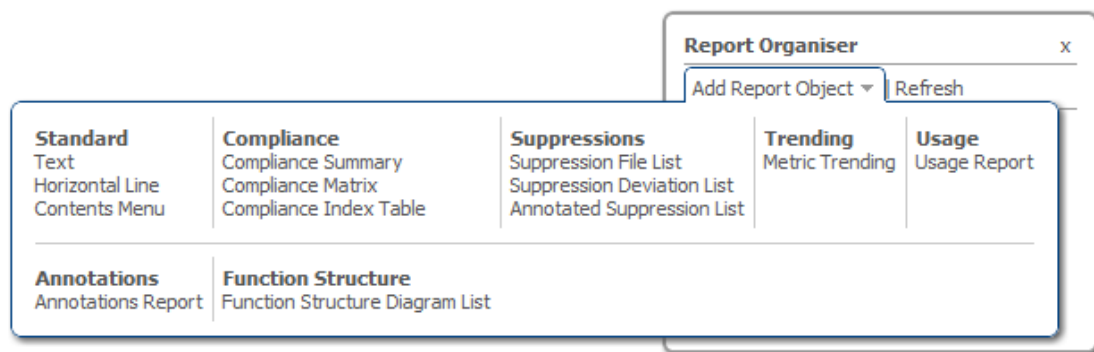 Report Organiser x
Add Report Object | Refresh
Standard Compliance Suppressions Trending Usage
Text Compliance Summary Suppression File List Metric Trending Usage Report
Horizontal Line Compliance Matrix Suppression Deviation List
Contents Menu Compliance Index Table Annotated Suppression List
Annotations Function Structure
Annotations Report Function Structure Diagram List